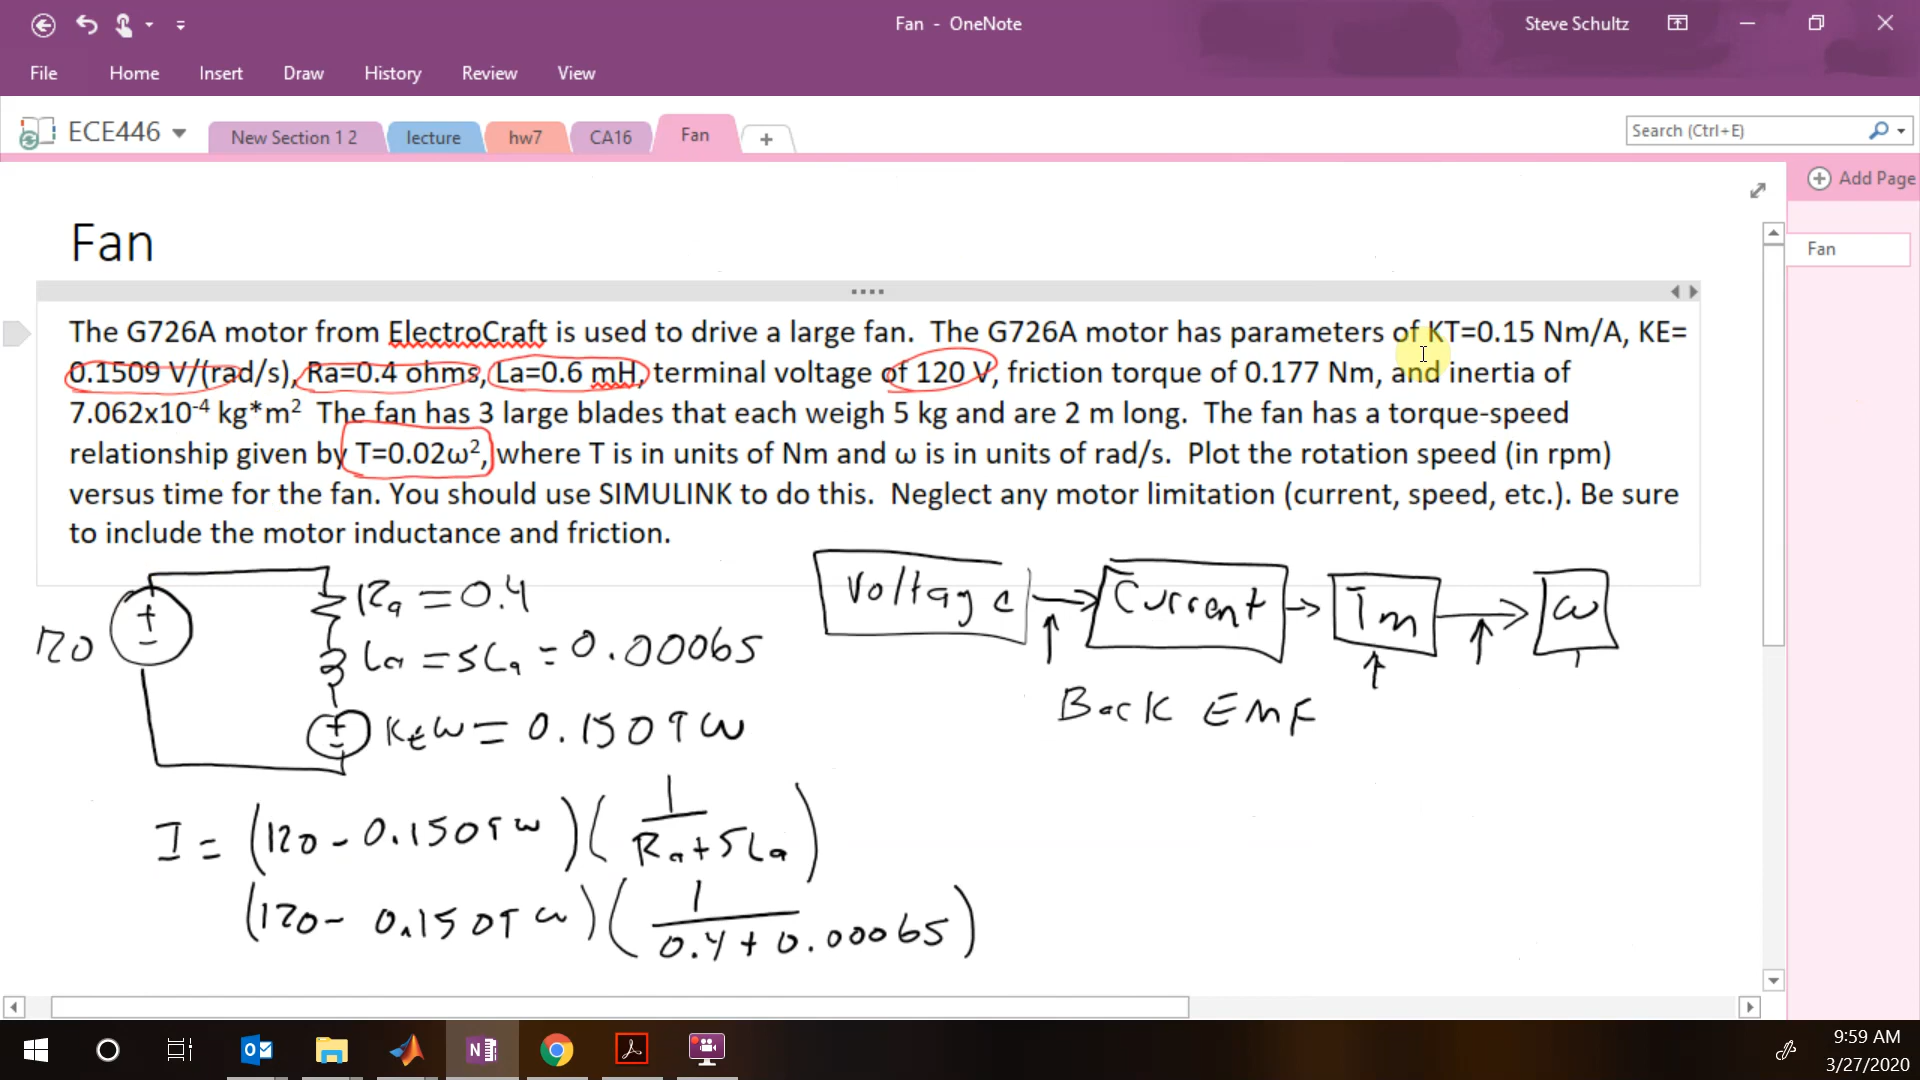 Fan - OneNote
Steve Schultz
File Home Insert Draw History Review View
ECE446
New Section 1 2 lecture hw7 CA16 Fan +
Search (Ctrl+E)
Add Page
Fan
Fan
The G726A motor from ElectroCraft is used to drive a large fan. The G726A motor has parameters of KT=0.15 Nm/A, KE=
0.1509 V/(rad/s), Ra=0.4 ohms, La=0.6 mH, terminal voltage of 120 V, friction torque of 0.177 Nm, and inertia of
7.062x10⁻⁴ kg*m² The fan has 3 large blades that each weigh 5 kg and are 2 m long. The fan has a torque-speed
relationship given by T=0.02ω², where T is in units of Nm and ω is in units of rad/s. Plot the rotation speed (in rpm)
versus time for the fan. You should use SIMULINK to do this. Neglect any motor limitation (current, speed, etc.). Be sure
to include the motor inductance and friction.
120 + -
Ra = 0.4
La = sLa = 0.0006s
+ - KEω = 0.1509ω
Voltage Current Tm ω
Back EMF
I = (120 - 0.1509ω)(1/(Ra + sLa))
(120 - 0.1509ω)(1/(0.4 + 0.0006s))
9:59 AM
3/27/2020